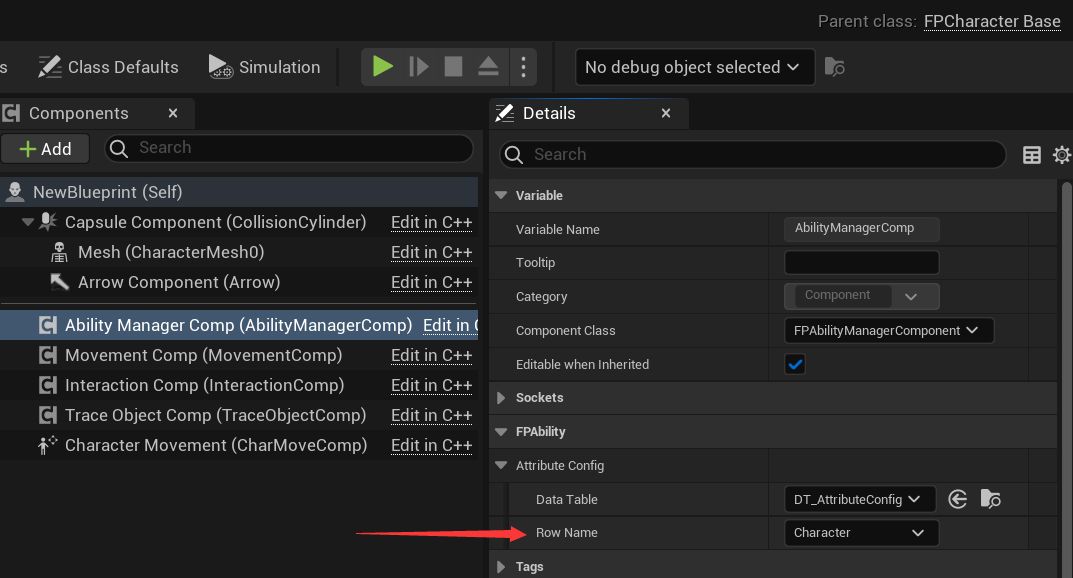 Parent class: FPCharacter Base
s Class Defaults Simulation No debug object selected
Components
Add Search
NewBlueprint (Self)
Capsule Component (CollisionCylinder) Edit in C++
Mesh (CharacterMesh0) Edit in C++
Arrow Component (Arrow) Edit in C++
Ability Manager Comp (AbilityManagerComp) Edit in C
Movement Comp (MovementComp) Edit in C++
Interaction Comp (InteractionComp) Edit in C++
Trace Object Comp (TraceObjectComp) Edit in C++
Character Movement (CharMoveComp) Edit in C++
Details
Search
Variable
Variable Name AbilityManagerComp
Tooltip
Category Component
Component Class FPAbilityManagerComponent
Editable when Inherited
Sockets
FPAbility
Attribute Config
Data Table DT_AttributeConfig
Row Name Character
Tags